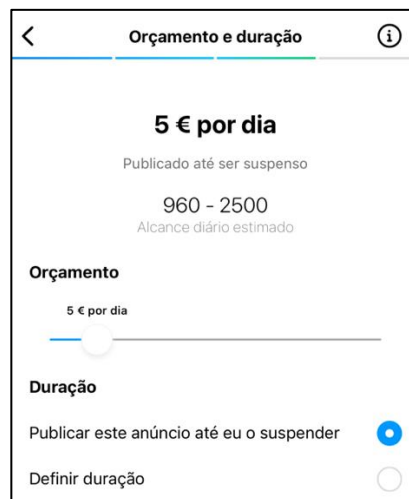 Orçamento e duração
5 € por dia
Publicado até ser suspenso
960 - 2500
Alcance diário estimado
Orçamento
5 € por dia
Duração
Publicar este anúncio até eu o suspender
Definir duração